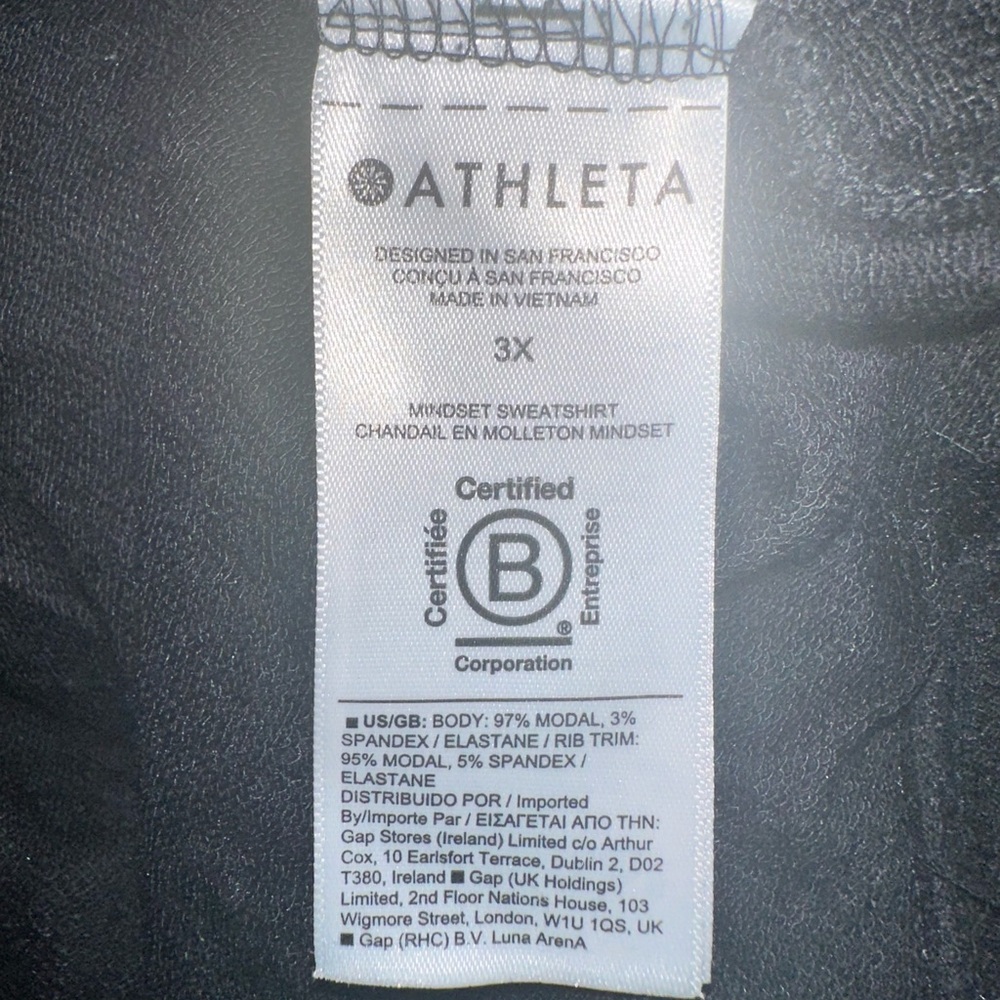 ATHLETA
DESIGNED IN SAN FRANCISCO
CONÇU À SAN FRANCISCO
MADE IN VIETNAM
3X
MINDSET SWEATSHIRT
CHANDAIL EN MOLLETON MINDSET
Certified
Certifiée
B
Entreprise
®
Corporation
■ US/GB: BODY: 97% MODAL, 3%
SPANDEX / ELASTANE / RIB TRIM:
95% MODAL, 5% SPANDEX /
ELASTANE
DISTRIBUIDO POR / Imported
By/Importe Par / ΕΙΣΑΓΕΤΑΙ ΑΠΟ ΤΗΝ:
Gap Stores (Ireland) Limited c/o Arthur
Cox, 10 Earlsfort Terrace, Dublin 2, D02
T380, Ireland ■ Gap (UK Holdings)
Limited, 2nd Floor Nations House, 103
Wigmore Street, London, W1U 1QS, UK
■ Gap (RHC) B.V. Luna ArenA